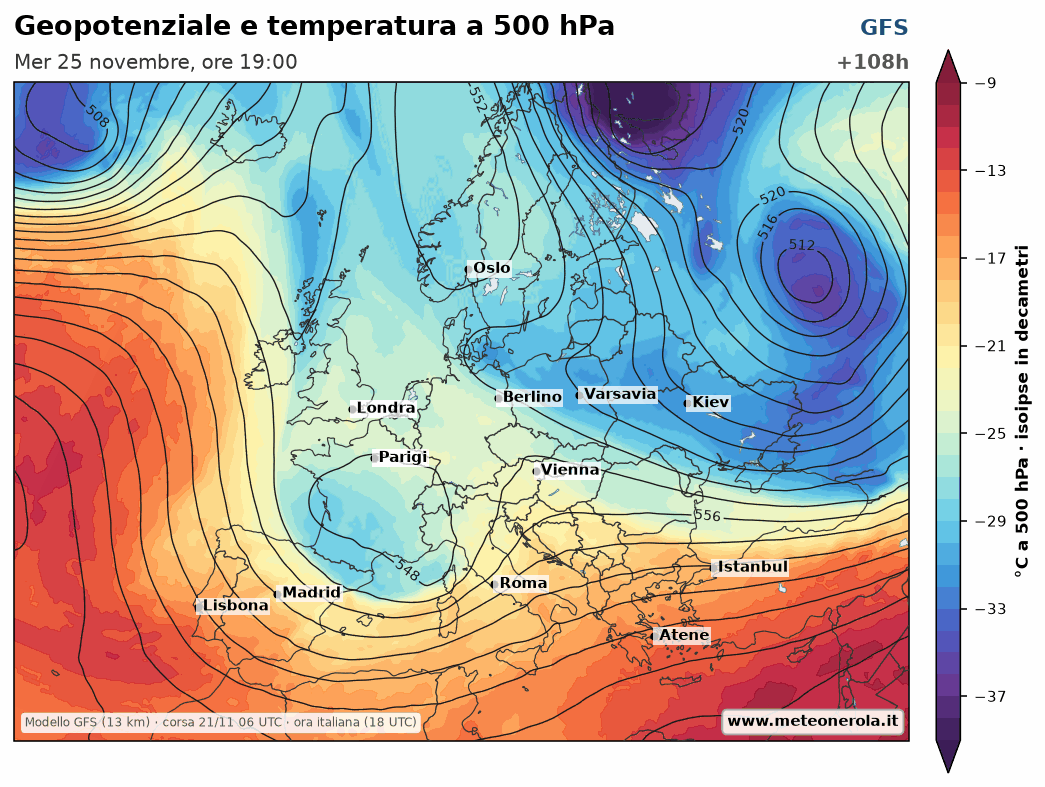 Geopotenziale e temperatura a 500 hPa
GFS
Mer 25 novembre, ore 19:00
+108h
508
552
520
520
516
512
Oslo
Londra
Berlino
Varsavia
Kiev
Parigi
Vienna
556
548
Madrid
Lisbona
Roma
Istanbul
Atene
Modello GFS (13 km) · corsa 21/11 06 UTC · ora italiana (18 UTC)
www.meteonerola.it
−9
−13
−17
−21
−25
−29
−33
−37
°C a 500 hPa · isoipse in decametri